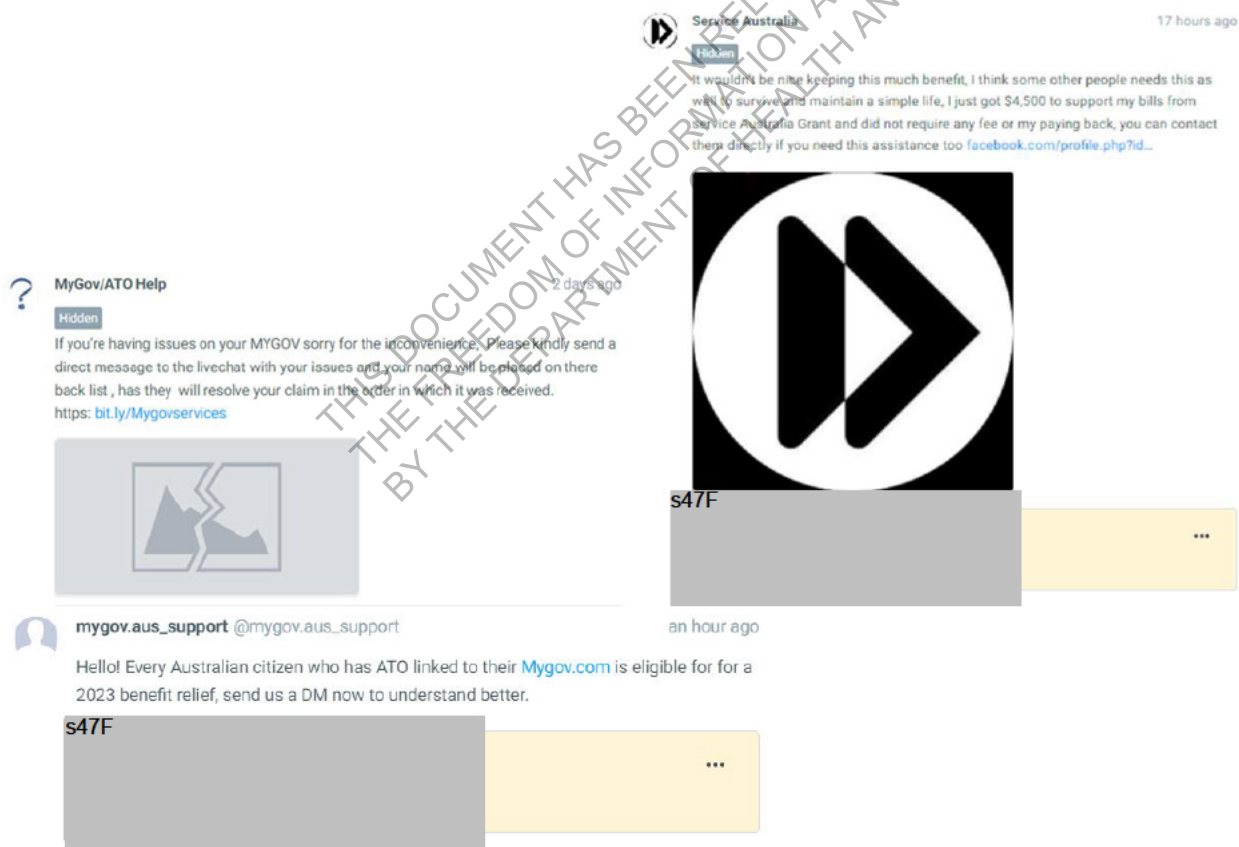 Service Australia
17 hours ago
Hidden
It wouldn't be nice keeping this much benefit, I think some other people needs this as
well to survive and maintain a simple life, I just got $4,500 to support my bills from
service Australia Grant and did not require any fee or my paying back, you can contact
them directly if you need this assistance too facebook.com/profile.php?id...
s47F
MyGov/ATO Help
2 days ago
Hidden
If you're having issues on your MYGOV sorry for the inconvenience, Please kindly send a
direct message to the livechat with your issues and your name will be placed on there
back list , has they will resolve your claim in the order in which it was received.
https: bit.ly/Mygovservices
mygov.aus_support @mygov.aus_support
an hour ago
Hello! Every Australian citizen who has ATO linked to their Mygov.com is eligible for for a
2023 benefit relief, send us a DM now to understand better.
s47F
THIS DOCUMENT HAS BEEN
THE FREEDOM OF INFORMATION
BY THE DEPARTMENT OF HEALTH